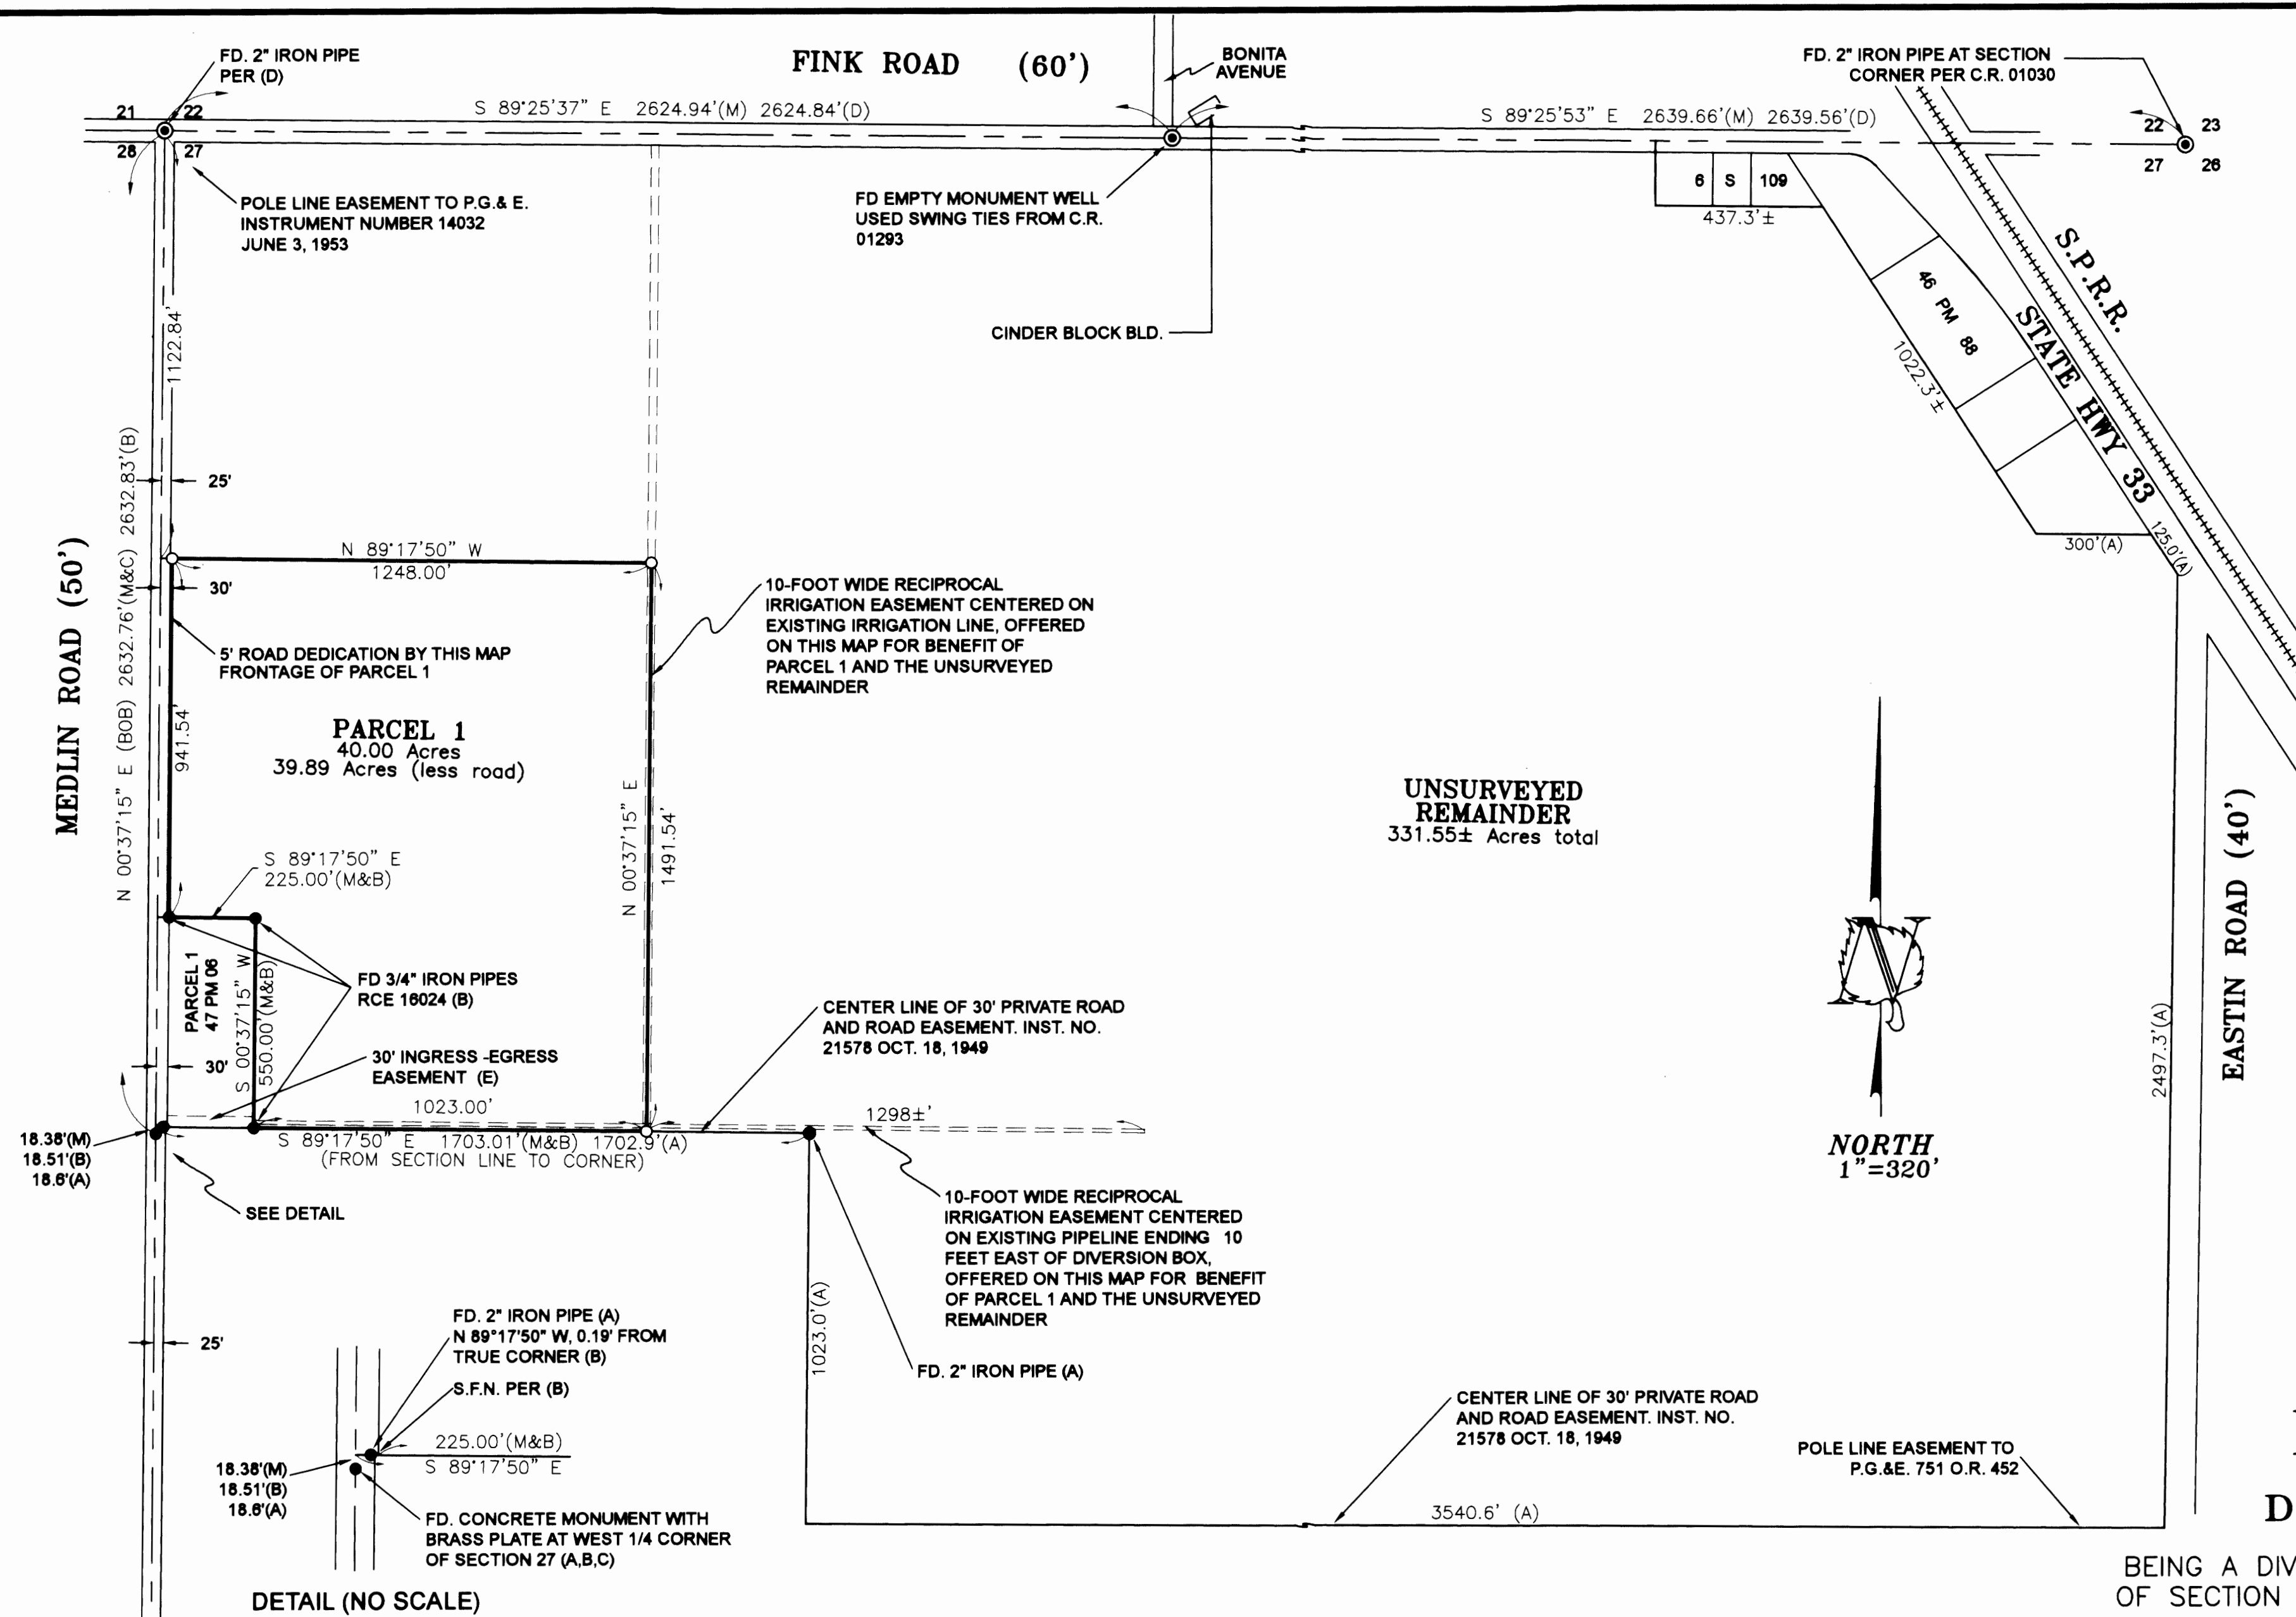 FD. 2" IRON PIPE
PER (D)
FINK ROAD (60')
BONITA
AVENUE
FD. 2" IRON PIPE AT SECTION
CORNER PER C.R. 01030
21 22
28 27
S 89°25'37" E 2624.94'(M) 2624.84'(D)
S 89°25'53" E 2639.66'(M) 2639.56'(D)
22 23
27 26
POLE LINE EASEMENT TO P.G.& E.
INSTRUMENT NUMBER 14032
JUNE 3, 1953
FD EMPTY MONUMENT WELL
USED SWING TIES FROM C.R.
01293
6 S 109
437.3'±
CINDER BLOCK BLD.
46 PM 88
1022.3'±
S.P.R.R.
STATE HWY 33
125.0'(A)
300'(A)
1122.84'
25'
MEDLIN ROAD (50')
N 00°37'15" E (BOB) 2632.76'(M&C) 2632.83'(B)
N 89°17'50" W
1248.00'
30'
5' ROAD DEDICATION BY THIS MAP
FRONTAGE OF PARCEL 1
941.54'
PARCEL 1
40.00 Acres
39.89 Acres (less road)
10-FOOT WIDE RECIPROCAL
IRRIGATION EASEMENT CENTERED ON
EXISTING IRRIGATION LINE, OFFERED
ON THIS MAP FOR BENEFIT OF
PARCEL 1 AND THE UNSURVEYED
REMAINDER
N 00°37'15" E
1491.54'
UNSURVEYED
REMAINDER
331.55± Acres total
EASTIN ROAD (40')
2497.3'(A)
N
NORTH
1"=320'
S 89°17'50" E
225.00'(M&B)
PARCEL 1
47 PM 06
S 00°37'15" W
550.00'(M&B)
FD 3/4" IRON PIPES
RCE 16024 (B)
30'
30' INGRESS -EGRESS
EASEMENT (E)
CENTER LINE OF 30' PRIVATE ROAD
AND ROAD EASEMENT. INST. NO.
21578 OCT. 18, 1949
1023.00'
1298±'
S 89°17'50" E 1703.01'(M&B) 1702.9'(A)
(FROM SECTION LINE TO CORNER)
18.38'(M)
18.51'(B)
18.6'(A)
SEE DETAIL
10-FOOT WIDE RECIPROCAL
IRRIGATION EASEMENT CENTERED
ON EXISTING PIPELINE ENDING 10
FEET EAST OF DIVERSION BOX,
OFFERED ON THIS MAP FOR BENEFIT
OF PARCEL 1 AND THE UNSURVEYED
REMAINDER
1023.0'(A)
FD. 2" IRON PIPE (A)
25'
FD. 2" IRON PIPE (A)
N 89°17'50" W, 0.19' FROM
TRUE CORNER (B)
S.F.N. PER (B)
225.00'(M&B)
S 89°17'50" E
18.38'(M)
18.51'(B)
18.6'(A)
FD. CONCRETE MONUMENT WITH
BRASS PLATE AT WEST 1/4 CORNER
OF SECTION 27 (A,B,C)
DETAIL (NO SCALE)
CENTER LINE OF 30' PRIVATE ROAD
AND ROAD EASEMENT. INST. NO.
21578 OCT. 18, 1949
POLE LINE EASEMENT TO
P.G.&E. 751 O.R. 452
3540.6' (A)
D
BEING A DIV
OF SECTION